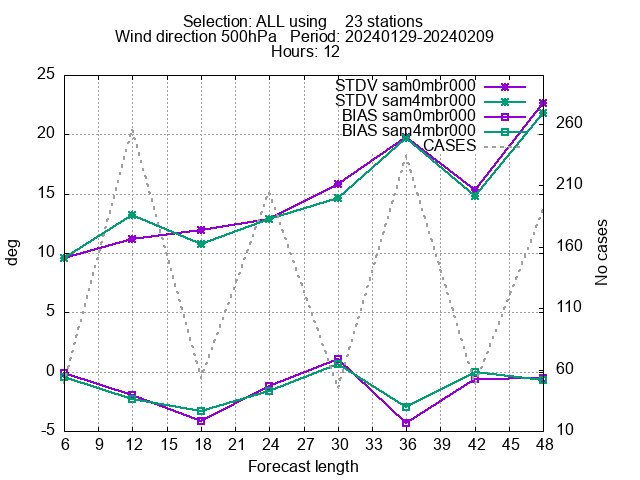 Selection: ALL using    23 stations
Wind direction 500hPa   Period: 20240129-20240209
Hours: 12
STDV sam0mbr000
STDV sam4mbr000
BIAS sam0mbr000
BIAS sam4mbr000
CASES
25
20
15
10
5
0
-5
deg
260
210
160
110
60
10
No cases
6 9 12 15 18 21 24 27 30 33 36 39 42 45 48
Forecast length